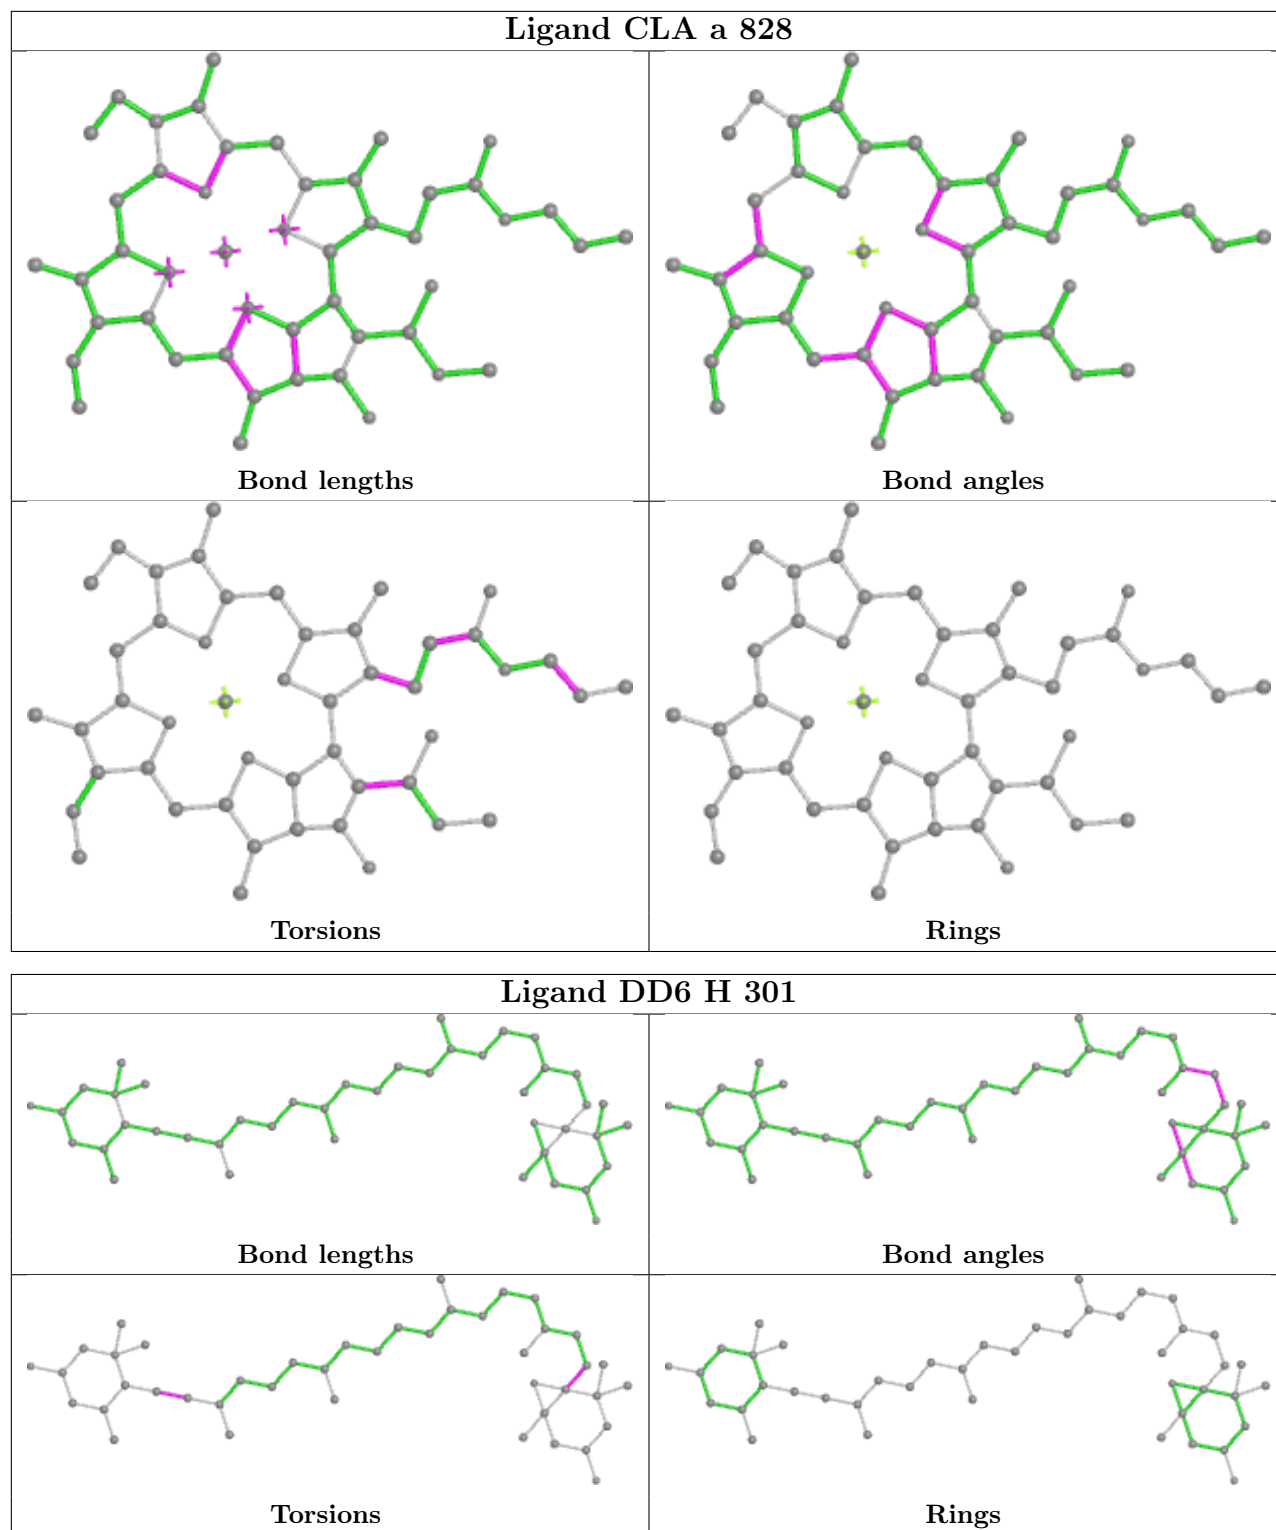 Ligand CLA a 828
Bond lengths
Bond angles
Torsions
Rings
Ligand DD6 H 301
Bond lengths
Bond angles
Torsions
Rings